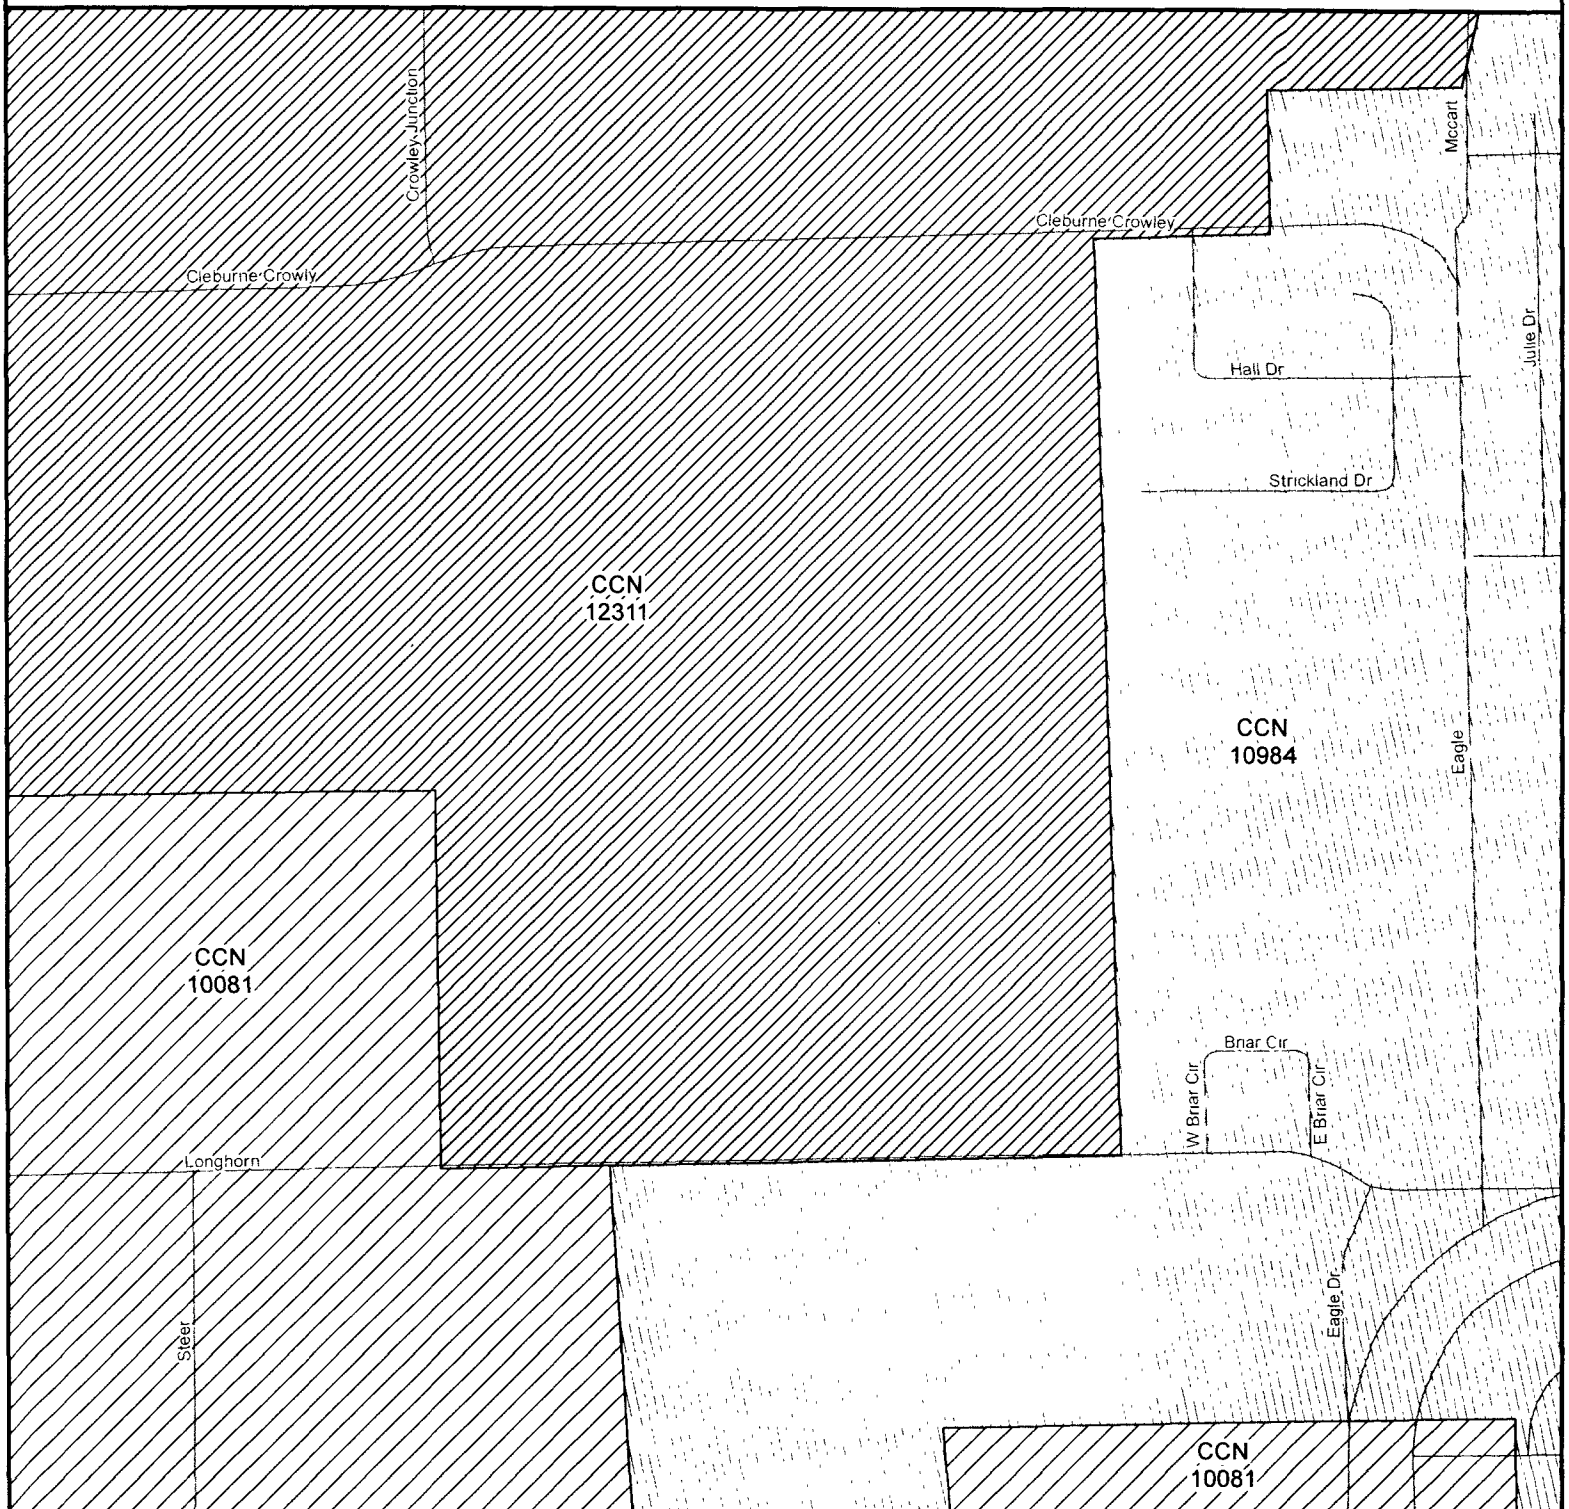 Crowley Junction
Mccart
Cleburne Crowley
Cleburne Crowly
Julie Dr
Hall Dr
Strickland Dr
CCN
12311
CCN
10984
Eagle
CCN
10081
Briar Cir
W Briar Cir
E Briar Cir
Longhorn
Eagle Dr
Steer
CCN
10081